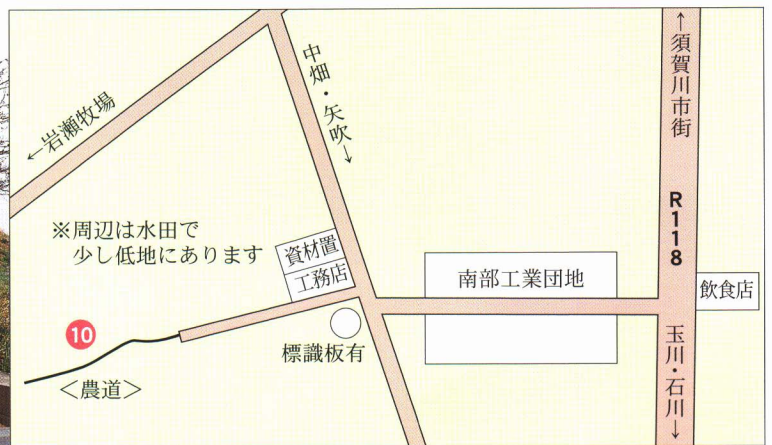 ←岩瀬牧場
中畑・矢吹→
↑須賀川市街
R118
※周辺は水田で
少し低地にあります
資材置
工務店
南部工業団地
飲食店
10
標識板有
＜農道＞
玉川・石川↓